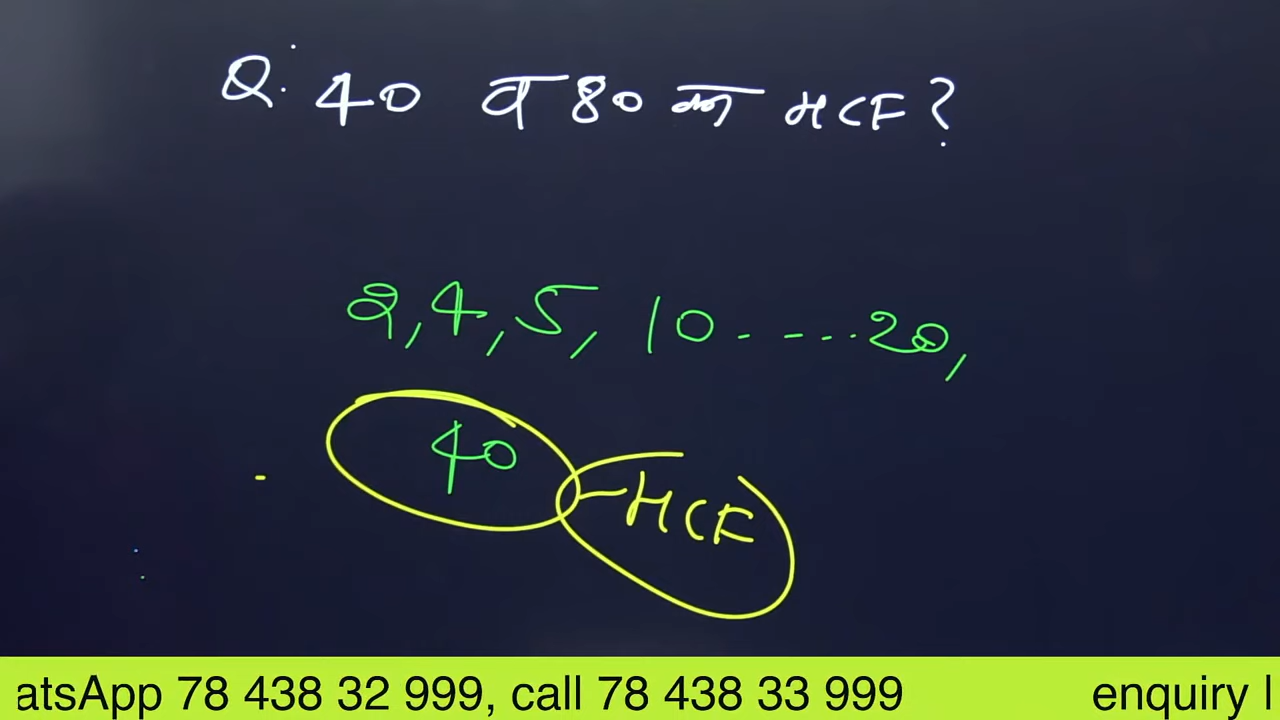 Q. 40 व 80 का HCF?
2, 4, 5, 10 - - - .. 20,
40 - HCF
atsApp 78 438 32 999, call 78 438 33 999 enquiry l